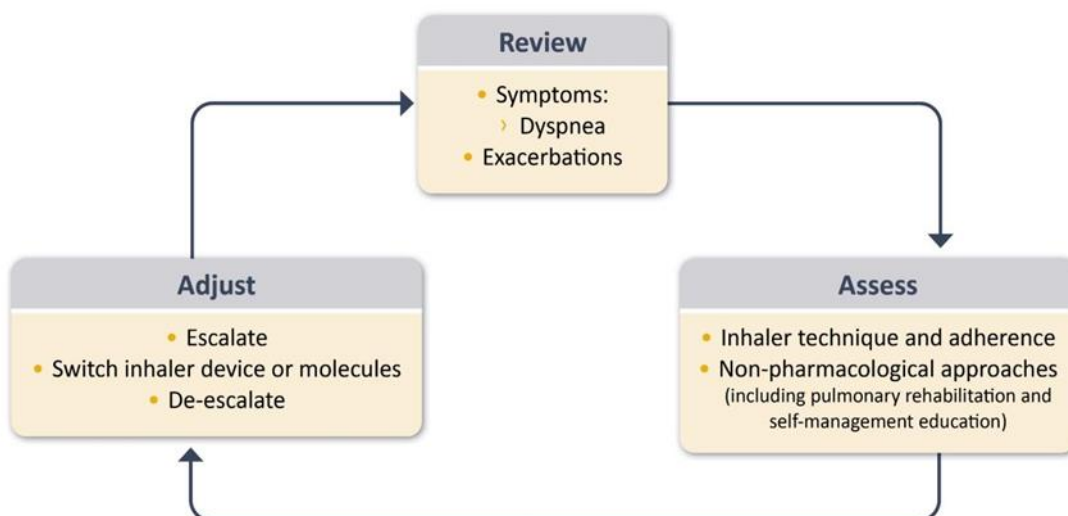 Review
• Symptoms:
› Dyspnea
• Exacerbations
Assess
• Inhaler technique and adherence
• Non-pharmacological approaches
(including pulmonary rehabilitation and
self-management education)
Adjust
• Escalate
• Switch inhaler device or molecules
• De-escalate